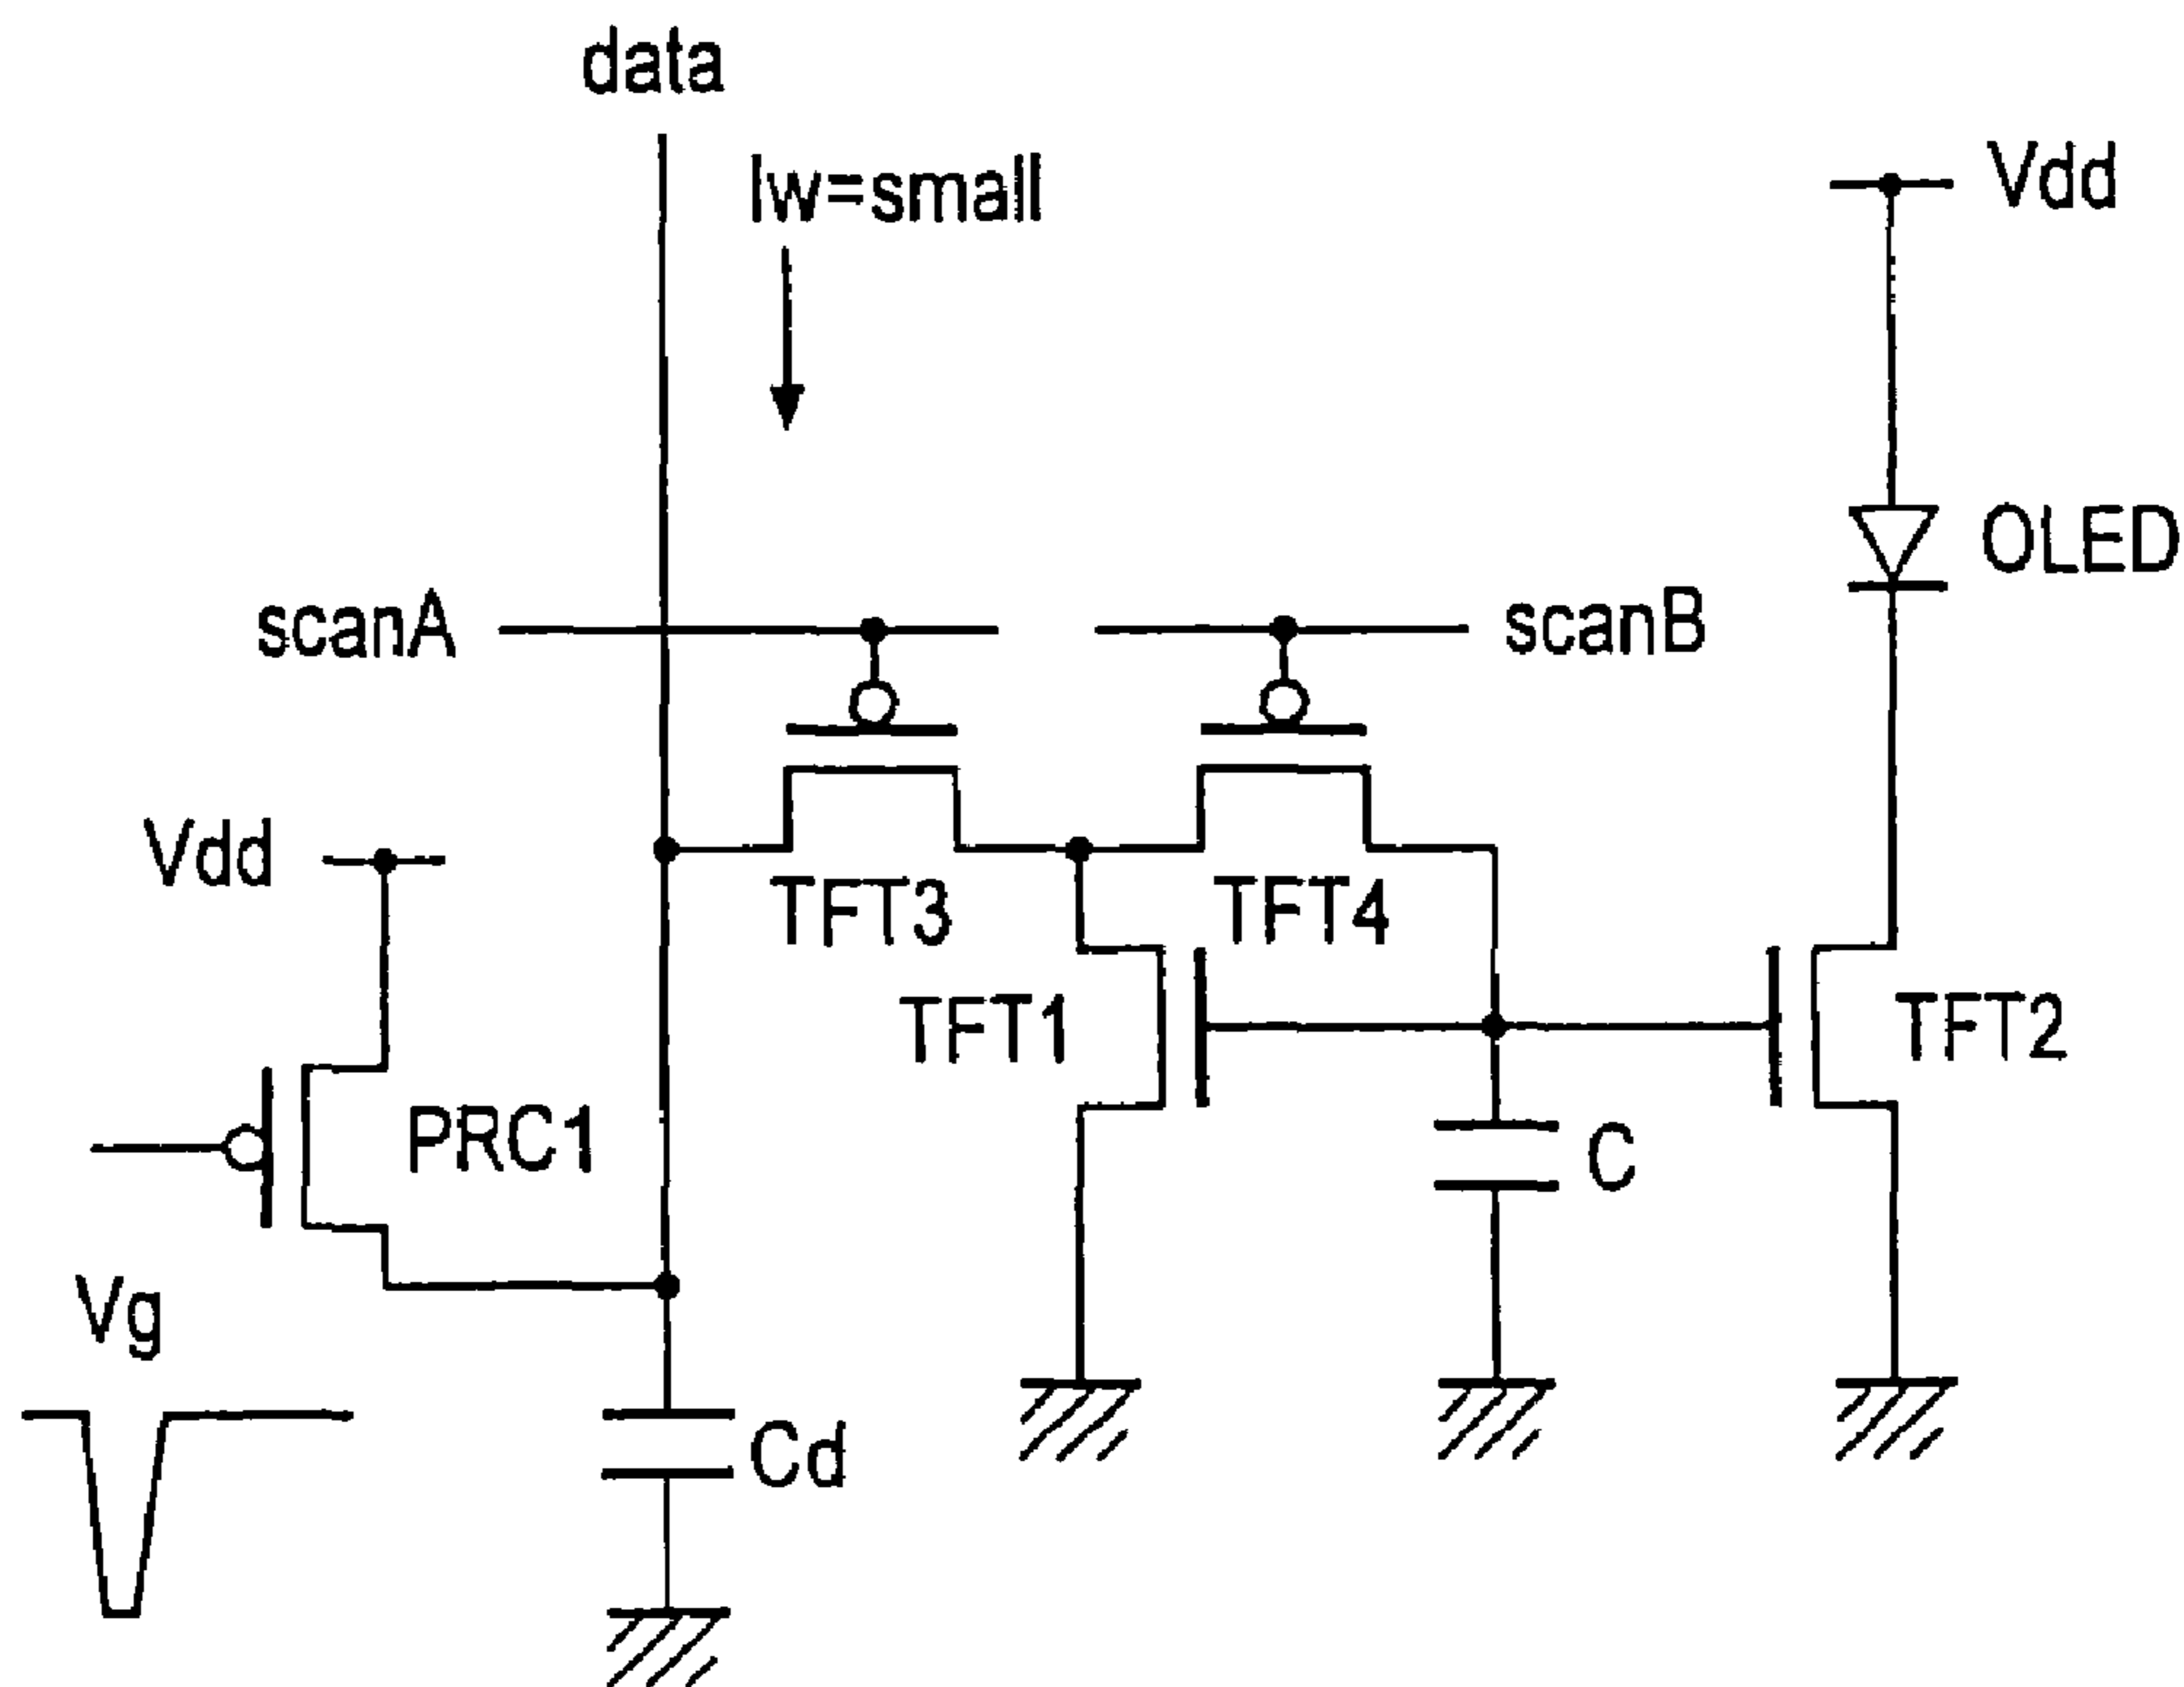 data
Iw=small
Vdd
OLED
scanA
scanB
Vdd
TFT3
TFT4
TFT1
TFT2
PRC1
C
Vg
Cd